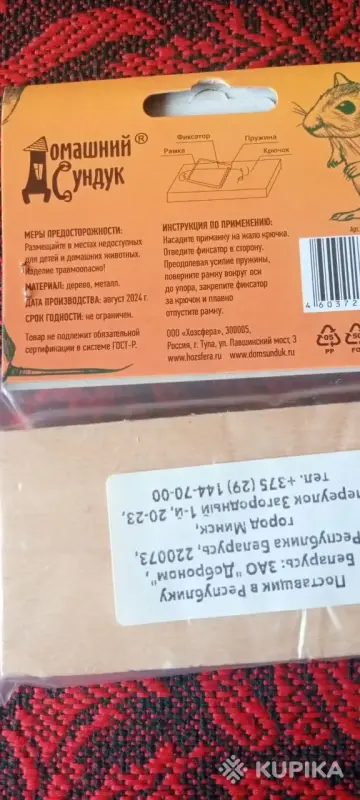 Домашний®
Сундук
Фиксатор
Пружина
Рамка
Крючок
МЕРЫ ПРЕДОСТОРОЖНОСТИ:
Размещайте в местах недоступных
для детей и домашних животных.
Изделие травмоопасно!
МАТЕРИАЛ: дерево, металл.
ДАТА ПРОИЗВОДСТВА: август 2024 г.
СРОК ГОДНОСТИ: не ограничен.
Товар не подлежит обязательной
сертификации в системе ГОСТ-Р.
ИНСТРУКЦИЯ ПО ПРИМЕНЕНИЮ:
Насадите приманку на жало крючка.
Отведите фиксатор в сторону.
Преодолевая усилие пружины,
поверните рамку вокруг оси
до упора, закрепите фиксатор
за крючок и плавно
отпустите рамку.
ООО «Хозсфера», 300085,
Россия, г. Тула, ул. Павшинский мост, 3
www.hozsfera.ru www.domsunduk.ru
Арт
4 60372
05
PP
Поставщик в Республику
Беларусь: ЗАО "Доброном",
Республика Беларусь, 220073,
город Минск,
переулок Загородный 1-й, 20-23,
тел. +375 (29) 144-70-00
KUPIKA